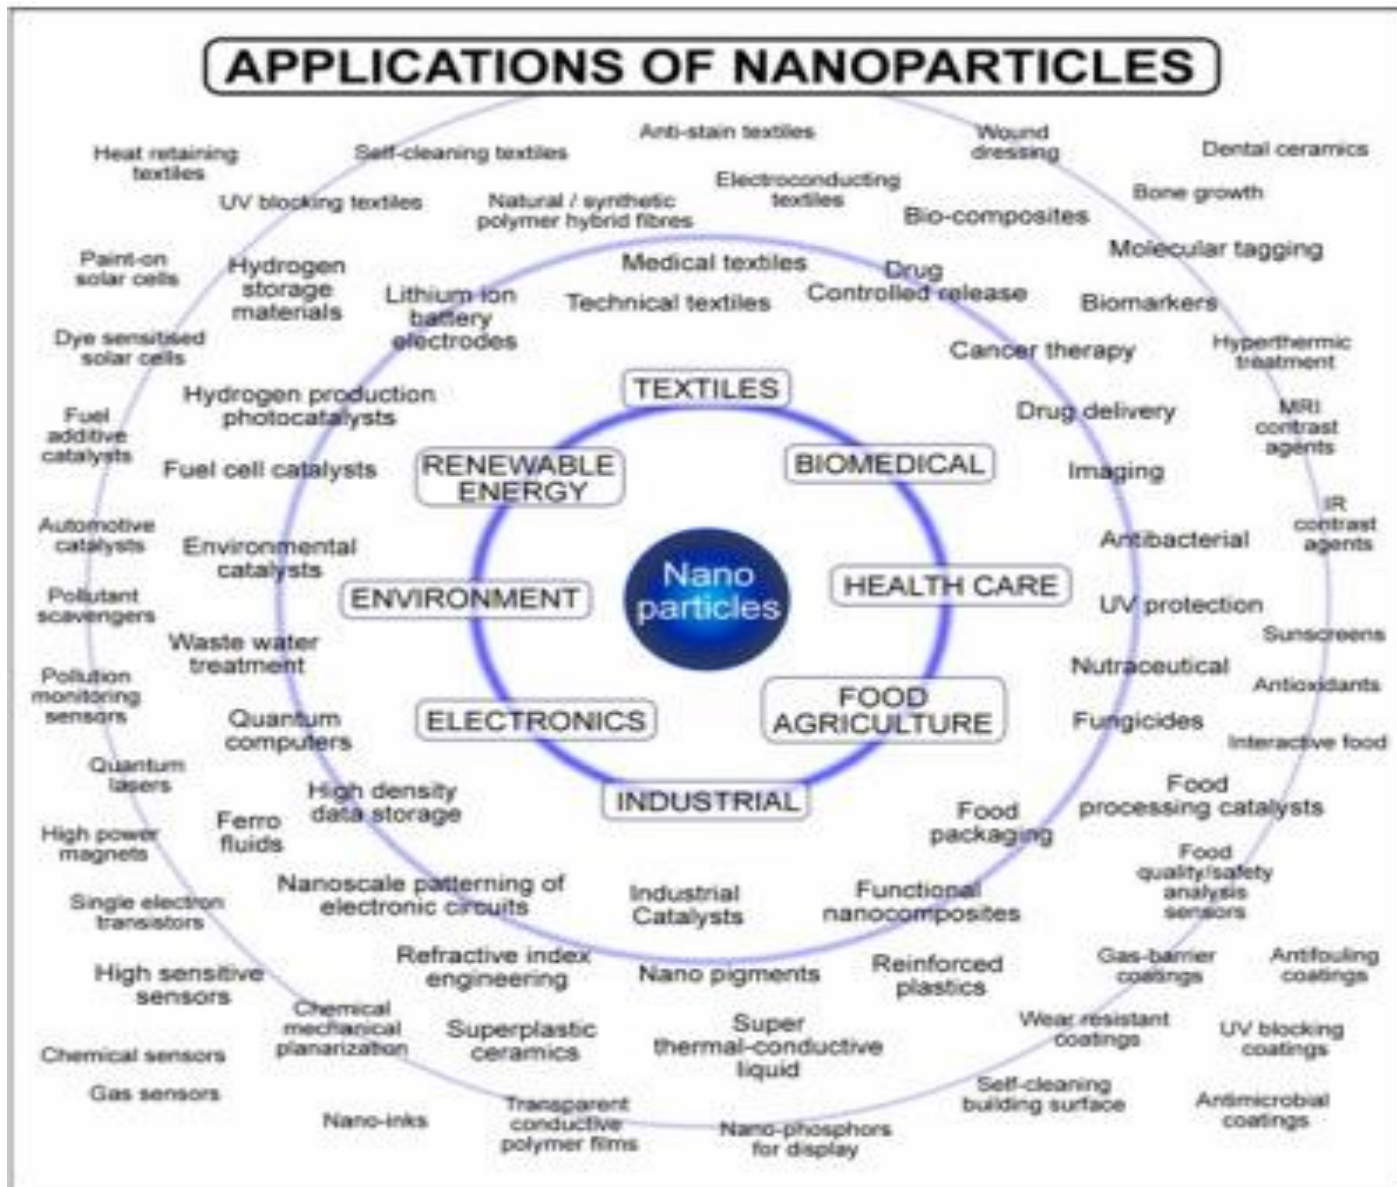 APPLICATIONS OF NANOPARTICLES
Anti-stain textiles
Wound
dressing
Dental ceramics
Heat retaining
textiles
Self-cleaning textiles
Electroconducting
textiles
Bone growth
UV blocking textiles
Natural / synthetic
polymer hybrid fibres
Bio-composites
Molecular tagging
Paint-on
solar cells
Hydrogen
storage
materials
Medical textiles
Drug
Controlled release
Lithium ion
battery
electrodes
Technical textiles
Biomarkers
Dye sensitised
solar cells
Cancer therapy
Hyperthermic
treatment
TEXTILES
Hydrogen production
photocatalysts
Drug delivery
MRI
contrast
agents
Fuel
additive
catalysts
Fuel cell catalysts
RENEWABLE
ENERGY
BIOMEDICAL
Imaging
IR
contrast
agents
Automotive
catalysts
Environmental
catalysts
Nano
particles
Antibacterial
ENVIRONMENT
HEALTH CARE
Pollutant
scavengers
UV protection
Sunscreens
Waste water
treatment
Nutraceutical
Antioxidants
Pollution
monitoring
sensors
Quantum
computers
ELECTRONICS
FOOD
AGRICULTURE
Fungicides
Interactive food
Quantum
lasers
High density
data storage
INDUSTRIAL
Food
processing catalysts
Ferro
fluids
Food
packaging
High power
magnets
Food
quality/safety
analysis
sensors
Nanoscale patterning of
electronic circuits
Industrial
Catalysts
Functional
nanocomposites
Single electron
transistors
High sensitive
sensors
Refractive index
engineering
Nano pigments
Reinforced
plastics
Gas-barrier
coatings
Antifouling
coatings
Chemical
mechanical
planarization
Superplastic
ceramics
Super
thermal-conductive
liquid
Wear resistant
coatings
UV blocking
coatings
Chemical sensors
Gas sensors
Self-cleaning
building surface
Antimicrobial
coatings
Nano-inks
Transparent
conductive
polymer films
Nano-phosphors
for display